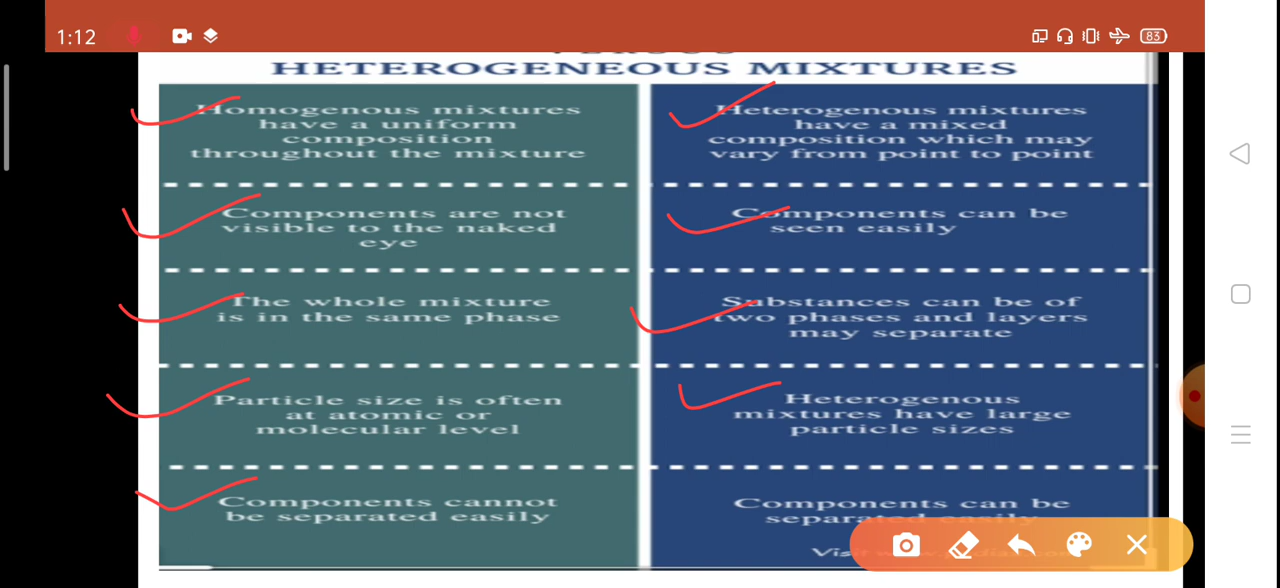 1:12
83
HETEROGENEOUS MIXTURES
Homogenous mixtures
have a uniform
composition
throughout the mixture
Heterogenous mixtures
have a mixed
composition which may
vary from point to point
Components are not
visible to the naked
eye
Components can be
seen easily
The whole mixture
is in the same phase
Substances can be of
two phases and layers
may separate
Particle size is often
at atomic or
molecular level
Heterogenous
mixtures have large
particle sizes
Components cannot
be separated easily
Components can be
separated easily